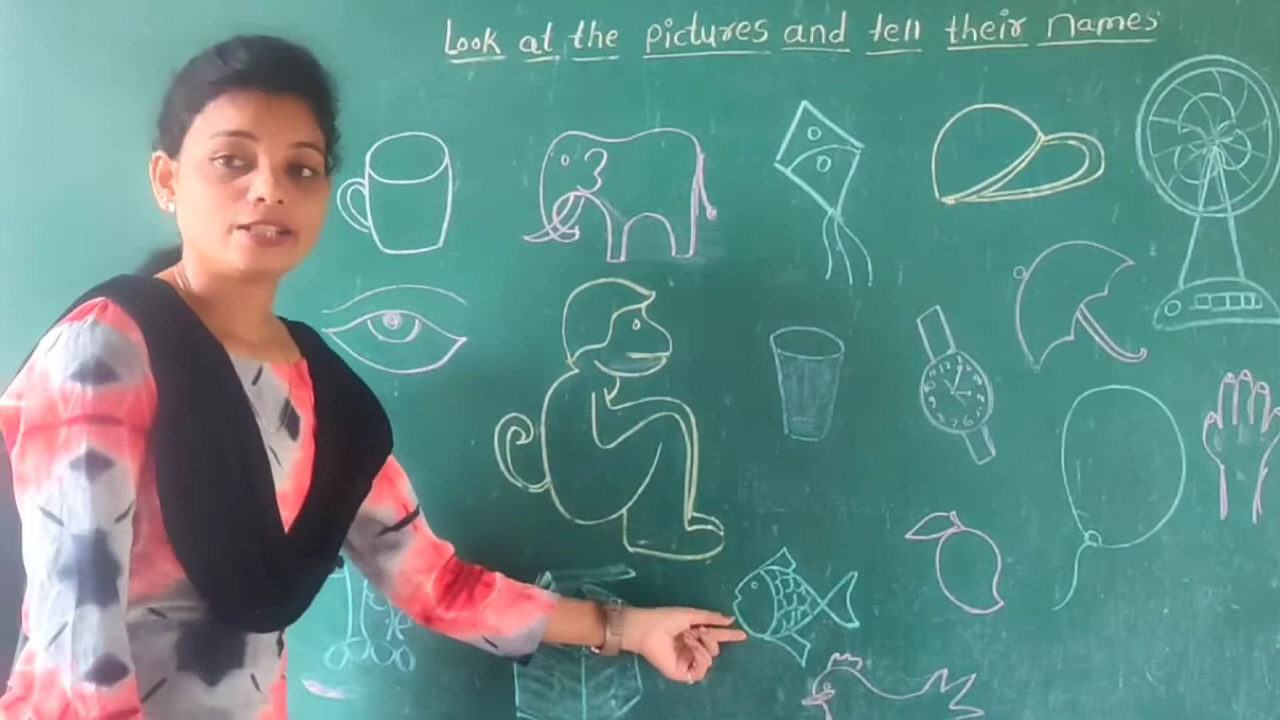 Look at the pictures and tell their names